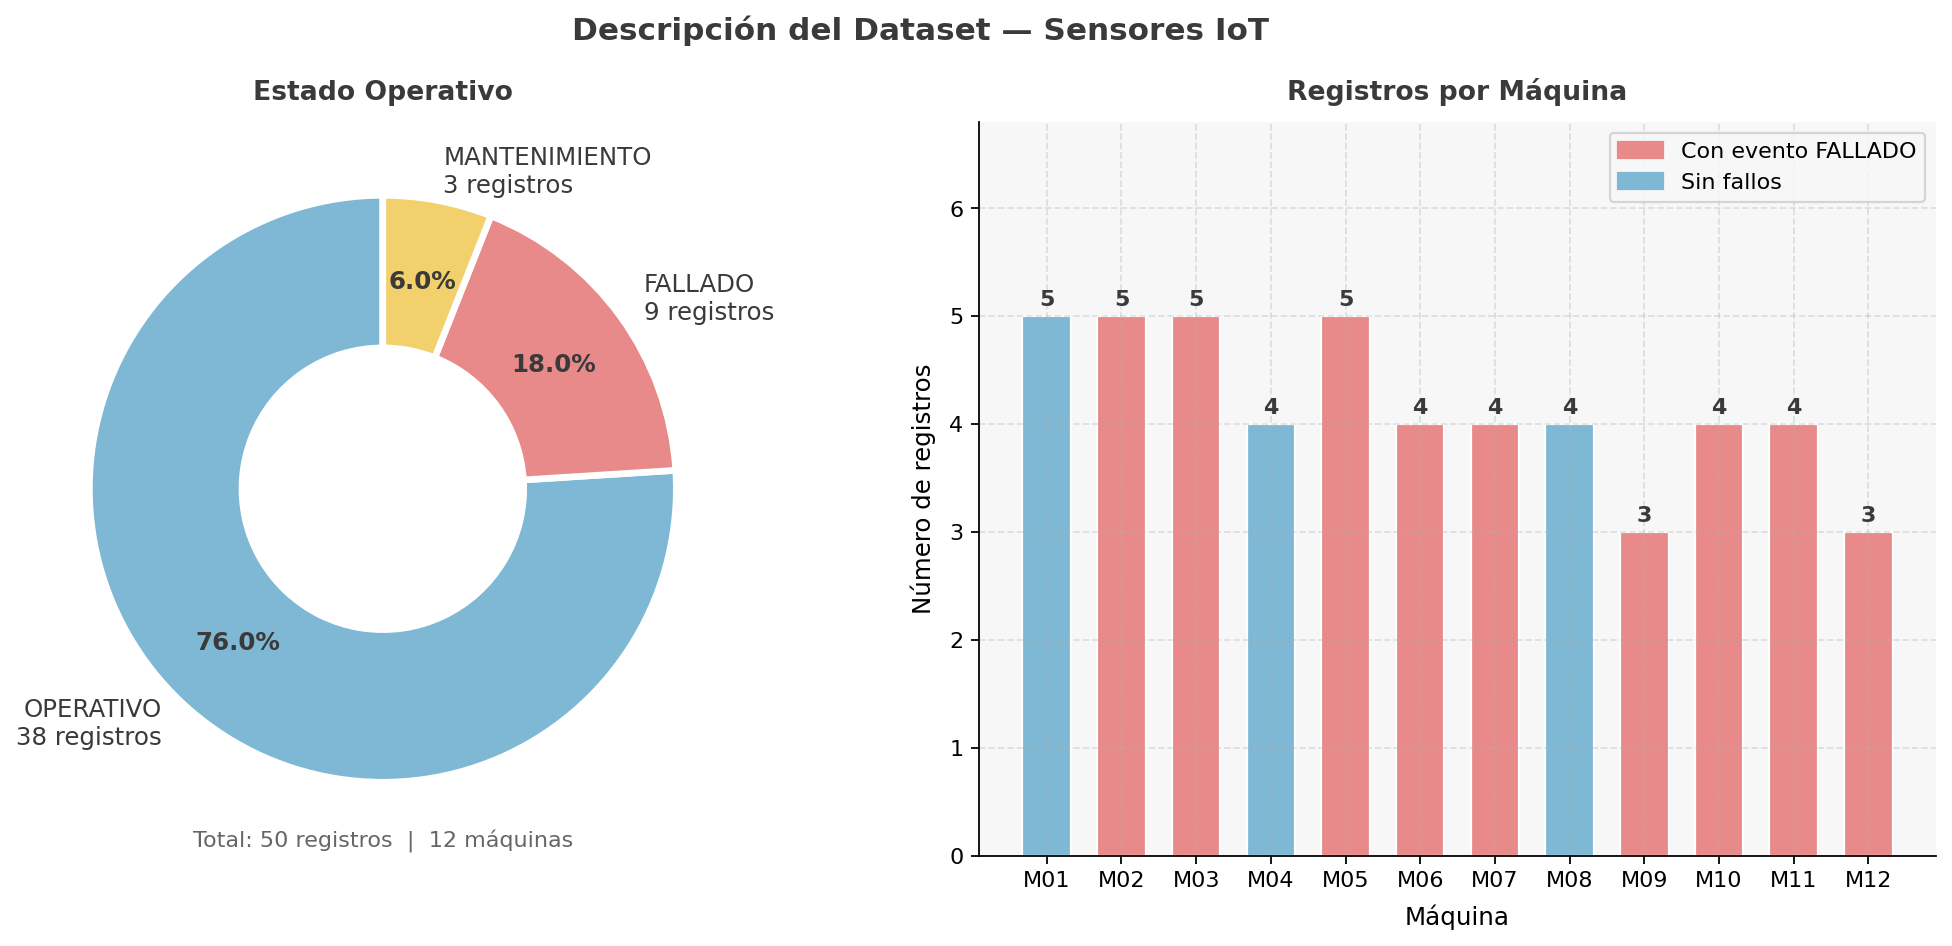 Descripción del Dataset — Sensores IoT
Estado Operativo
MANTENIMIENTO
3 registros
6.0%
FALLADO
9 registros
18.0%
76.0%
OPERATIVO
38 registros
Total: 50 registros | 12 máquinas
Registros por Máquina
Con evento FALLADO
Sin fallos
Número de registros
6
5
4
3
2
1
0
5 5 5 4 5 4 4 4 3 4 4 3
M01 M02 M03 M04 M05 M06 M07 M08 M09 M10 M11 M12
Máquina